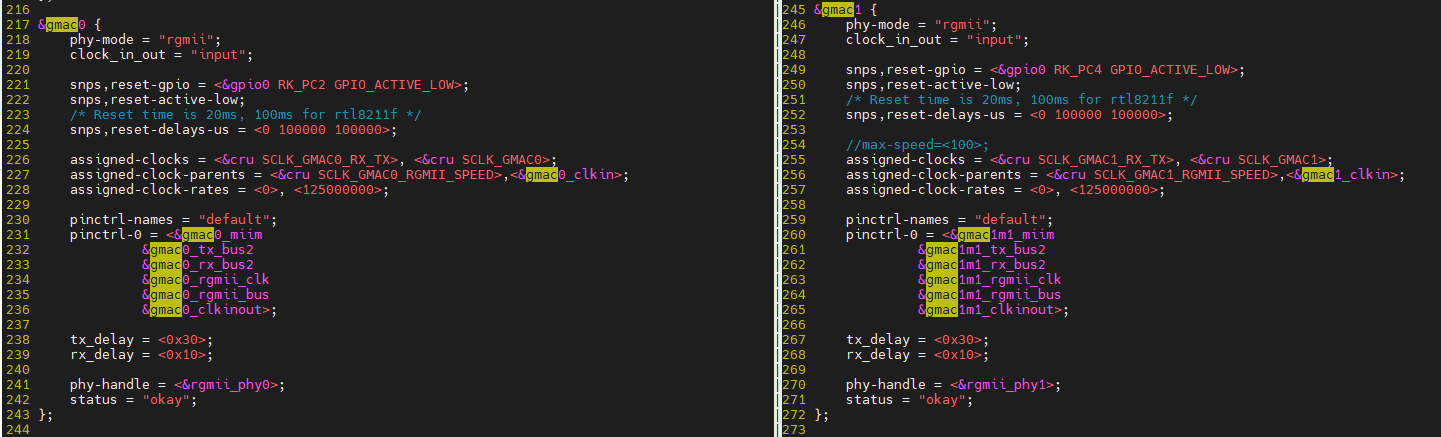 216
217 &gmac0 {
218     phy-mode = "rgmii";
219     clock_in_out = "input";
220
221     snps,reset-gpio = <&gpio0 RK_PC2 GPIO_ACTIVE_LOW>;
222     snps,reset-active-low;
223     /* Reset time is 20ms, 100ms for rtl8211f */
224     snps,reset-delays-us = <0 100000 100000>;
225
226     assigned-clocks = <&cru SCLK_GMAC0_RX_TX>, <&cru SCLK_GMAC0>;
227     assigned-clock-parents = <&cru SCLK_GMAC0_RGMII_SPEED>,<&gmac0_clkin>;
228     assigned-clock-rates = <0>, <125000000>;
229
230     pinctrl-names = "default";
231     pinctrl-0 = <&gmac0_miim
232              &gmac0_tx_bus2
233              &gmac0_rx_bus2
234              &gmac0_rgmii_clk
235              &gmac0_rgmii_bus
236              &gmac0_clkinout>;
237
238     tx_delay = <0x30>;
239     rx_delay = <0x10>;
240
241     phy-handle = <&rgmii_phy0>;
242     status = "okay";
243 };
244
245 &gmac1 {
246     phy-mode = "rgmii";
247     clock_in_out = "input";
248
249     snps,reset-gpio = <&gpio0 RK_PC4 GPIO_ACTIVE_LOW>;
250     snps,reset-active-low;
251     /* Reset time is 20ms, 100ms for rtl8211f */
252     snps,reset-delays-us = <0 100000 100000>;
253
254     //max-speed=<100>;
255     assigned-clocks = <&cru SCLK_GMAC1_RX_TX>, <&cru SCLK_GMAC1>;
256     assigned-clock-parents = <&cru SCLK_GMAC1_RGMII_SPEED>,<&gmac1_clkin>;
257     assigned-clock-rates = <0>, <125000000>;
258
259     pinctrl-names = "default";
260     pinctrl-0 = <&gmac1m1_miim
261              &gmac1m1_tx_bus2
262              &gmac1m1_rx_bus2
263              &gmac1m1_rgmii_clk
264              &gmac1m1_rgmii_bus
265              &gmac1m1_clkinout>;
266
267     tx_delay = <0x30>;
268     rx_delay = <0x10>;
269
270     phy-handle = <&rgmii_phy1>;
271     status = "okay";
272 };
273